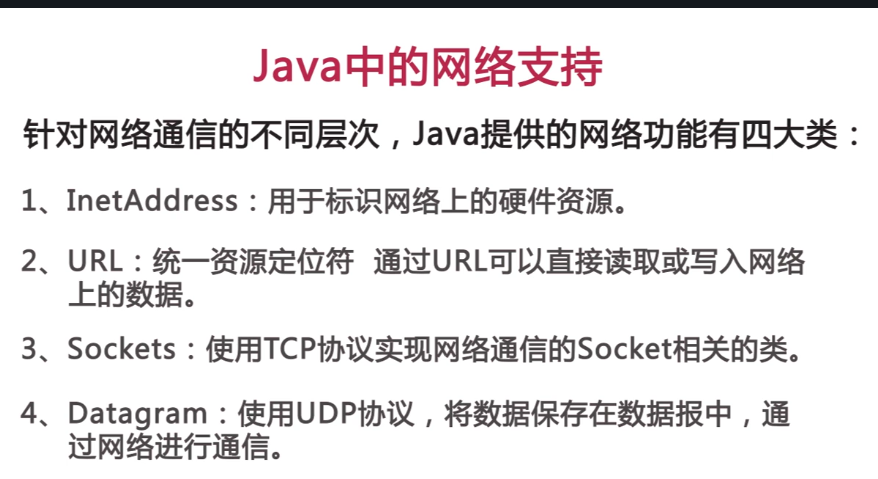 Java中的网络支持
针对网络通信的不同层次，Java提供的网络功能有四大类：
1、InetAddress：用于标识网络上的硬件资源。
2、URL：统一资源定位符 通过URL可以直接读取或写入网络
上的数据。
3、Sockets：使用TCP协议实现网络通信的Socket相关的类。
4、Datagram：使用UDP协议，将数据保存在数据报中，通
过网络进行通信。